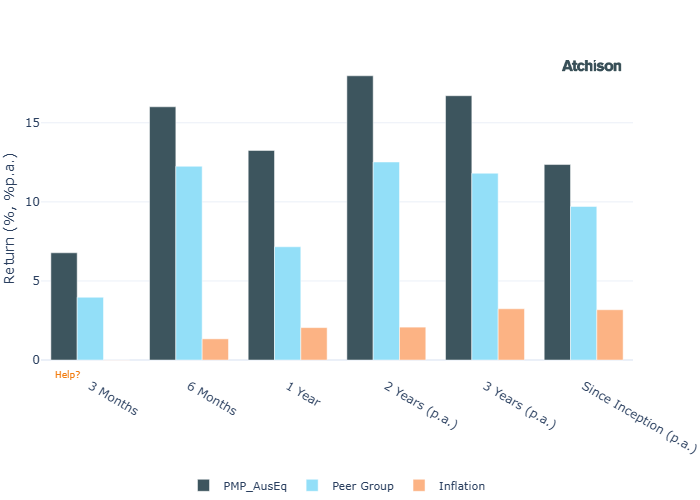 Atchison
Return (%, %p.a.)
15
10
5
0
Help?
3 Months
6 Months
1 Year
2 Years (p.a.)
3 Years (p.a.)
Since Inception (p.a.)
PMP_AusEq
Peer Group
Inflation